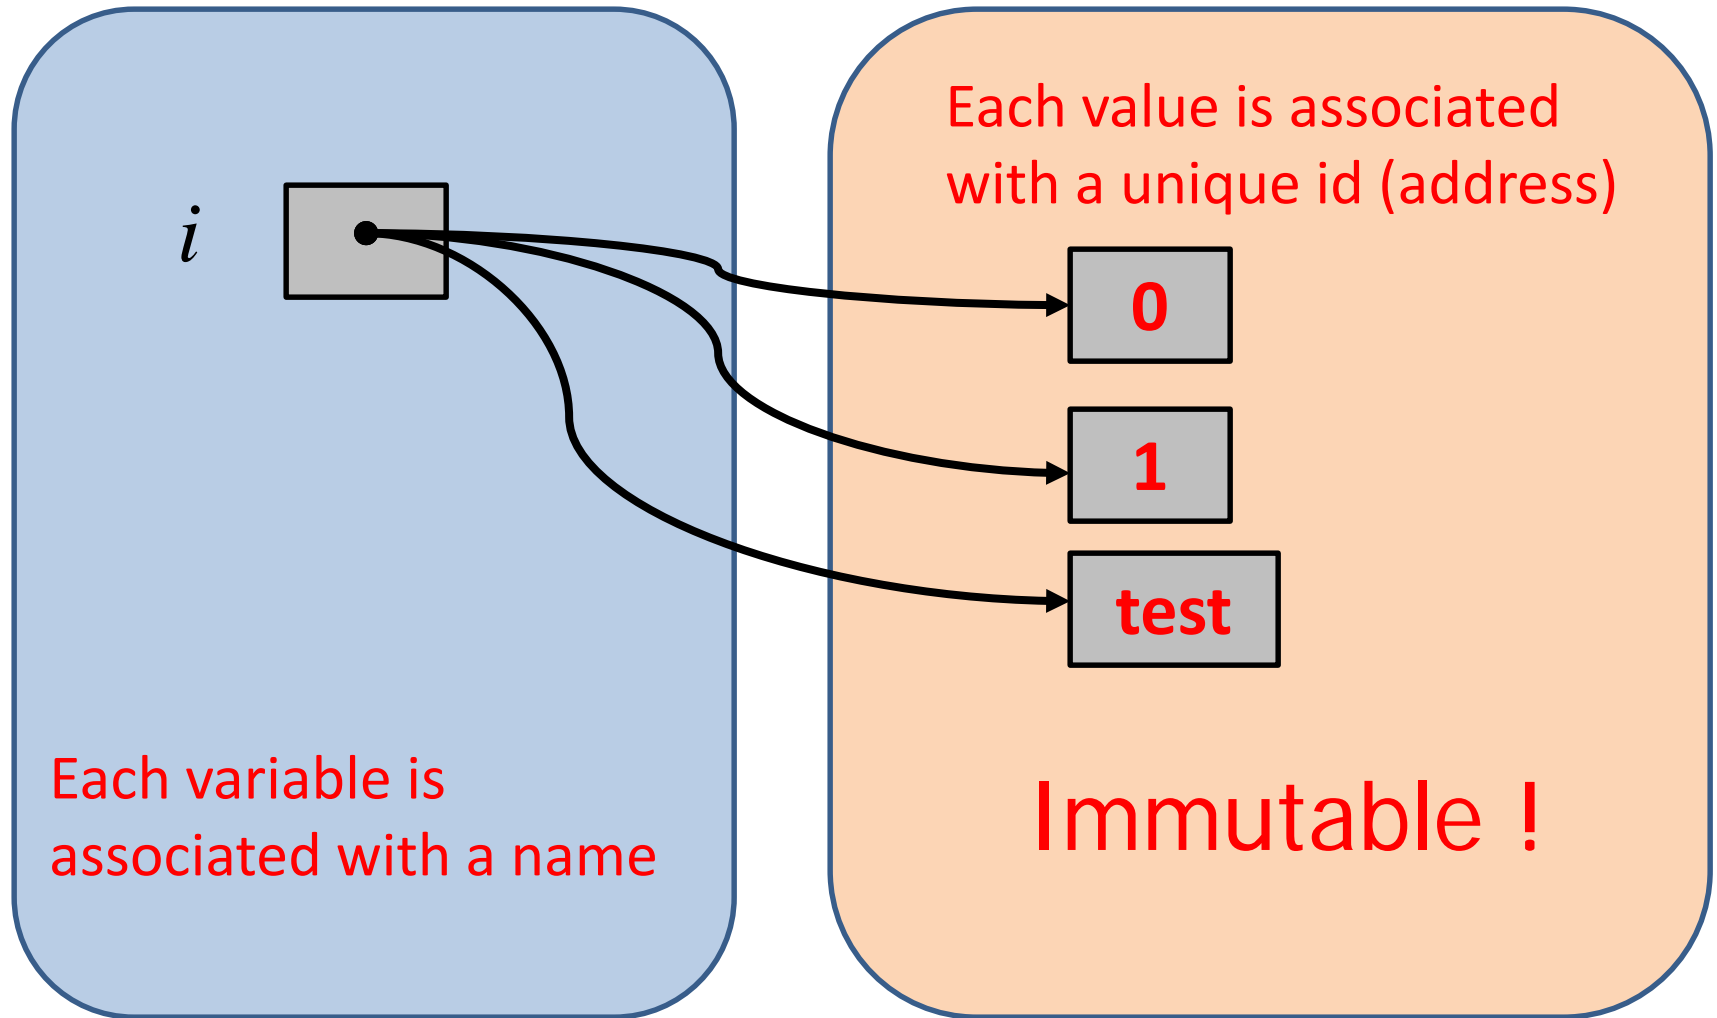 i
Each variable is
associated with a name
Each value is associated
with a unique id (address)
0
1
test
Immutable !